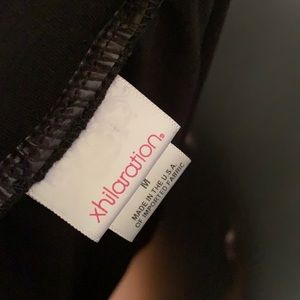 xhilaration®
M
MADE IN THE U.S.A.
OF IMPORTED FABRIC